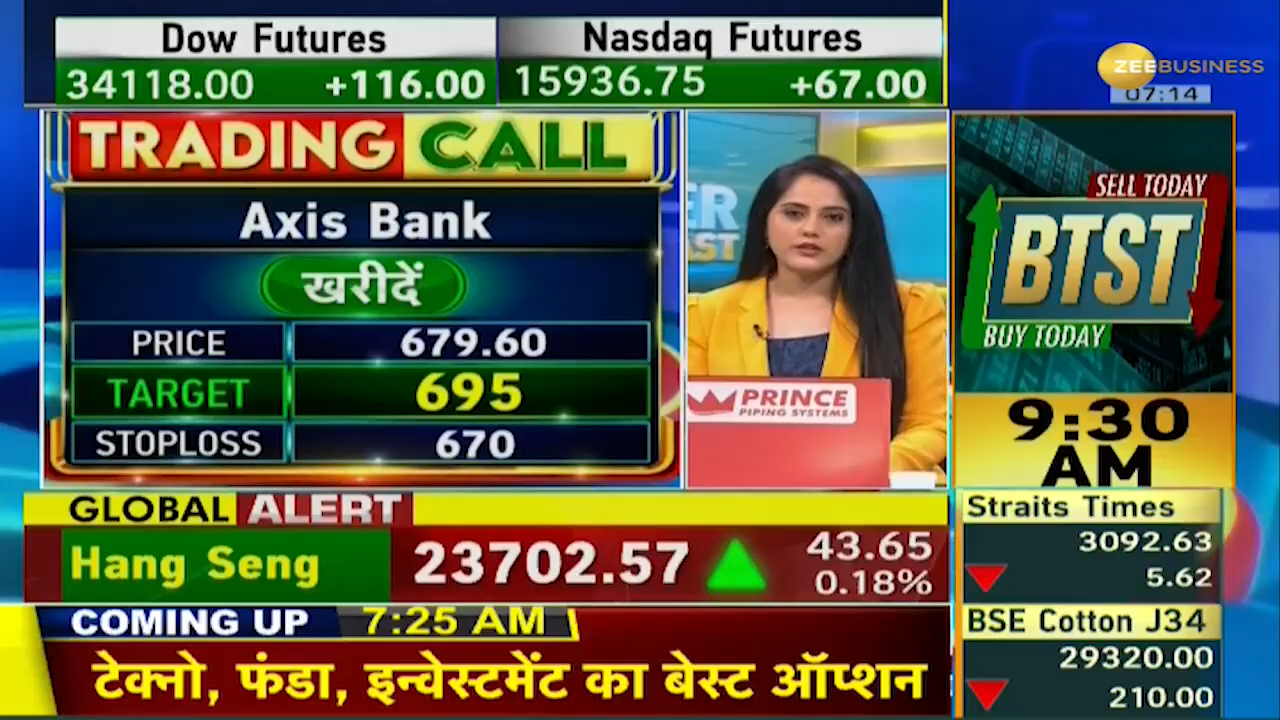 Dow Futures
34118.00 +116.00
Nasdaq Futures
15936.75 +67.00
ZEEBUSINESS
07:14
TRADING CALL
Axis Bank
खरीदें
PRICE 679.60
TARGET 695
STOPLOSS 670
ER
AST
PRINCE
PIPING SYSTEMS
SELL TODAY
BTST
BUY TODAY
9:30
AM
GLOBAL ALERT
Hang Seng 23702.57 43.65
0.18%
Straits Times
3092.63
5.62
BSE Cotton J34
29320.00
210.00
COMING UP 7:25 AM
टेक्नो, फंडा, इन्वेस्टमेंट का बेस्ट ऑप्शन